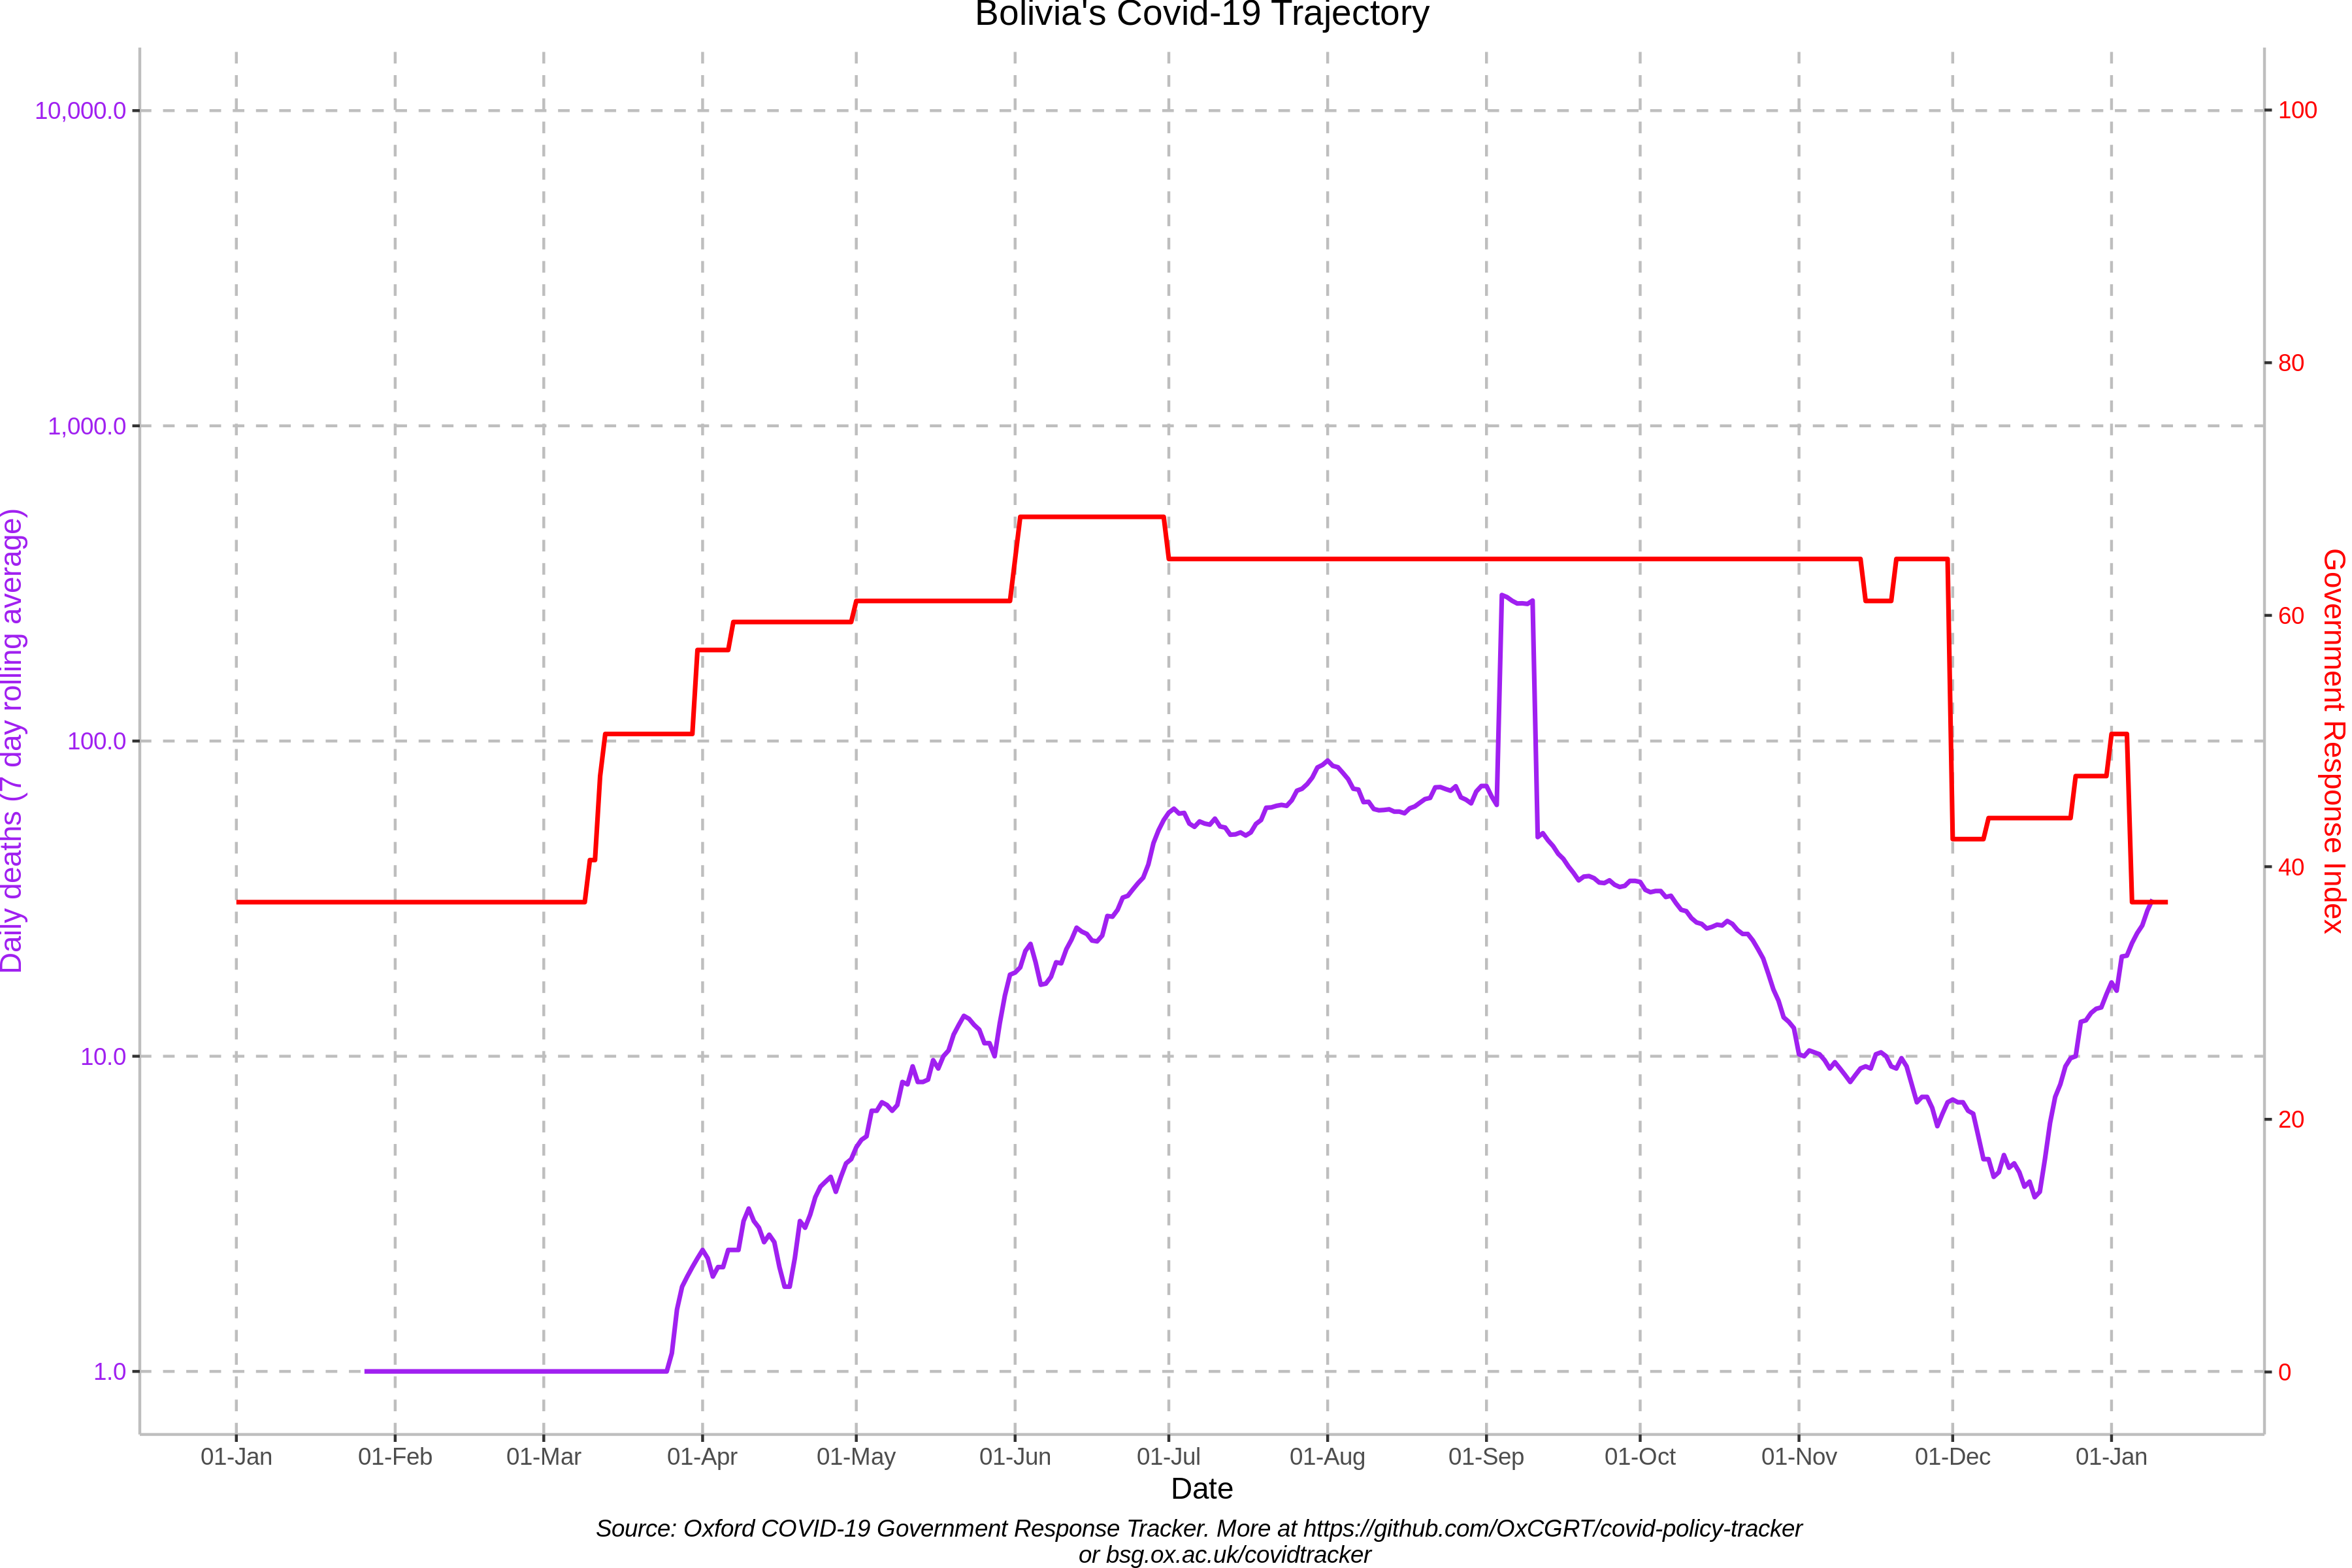 Bolivia's Covid-19 Trajectory
10,000.0
1,000.0
100.0
10.0
1.0
Daily deaths (7 day rolling average)
100
80
60
40
20
0
Government Response Index
01-Jan
01-Feb
01-Mar
01-Apr
01-May
01-Jun
01-Jul
01-Aug
01-Sep
01-Oct
01-Nov
01-Dec
01-Jan
Date
Source: Oxford COVID-19 Government Response Tracker. More at https://github.com/OxCGRT/covid-policy-tracker
or bsg.ox.ac.uk/covidtracker